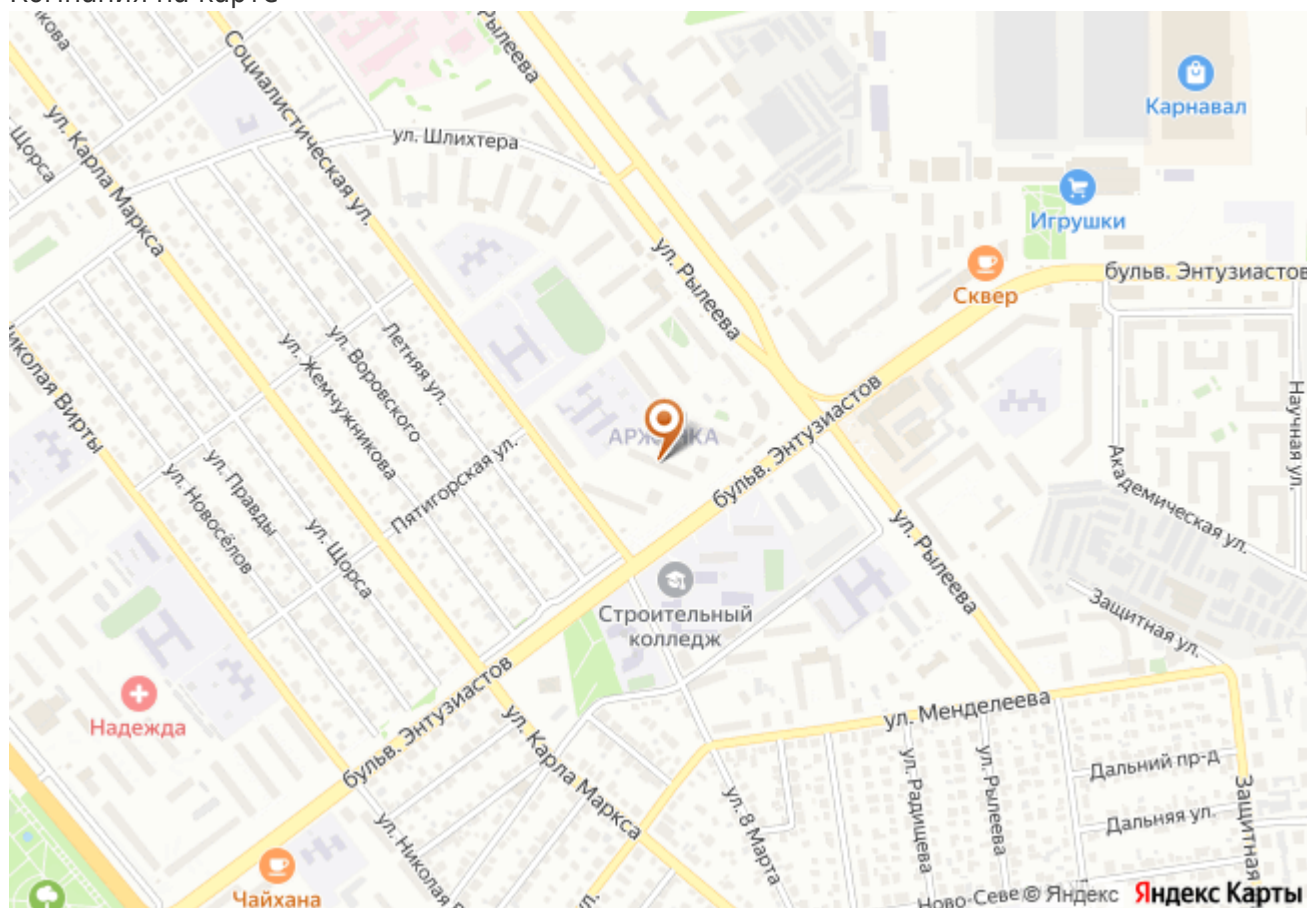 Компания на карте
Рылеева
Социалистическая ул.
Карнавал
ул. Карла Маркса
ул. Шлихтера
Щорса
Игрушки
ул. Рылеева
бульв. Энтузиастов
Сквер
Летняя ул.
ул. Воровского
ул. Жемчужникова
Николая Вирты
бульв. Энтузиастов
Научная ул.
Пятигорская ул.
ул. Правды
ул. Новосёлов
ул. Щорса
Академическая ул.
ул. Рылеева
Защитная ул.
Строительный
колледж
Надежда
бульв. Энтузиастов
ул. Карла Маркса
ул. Менделеева
ул. Радищева
ул. Рылеева
Дальний пр-д
Дальняя ул.
Защитная
ул. 8 Марта
ул. Николая
Чайхана
ул.
Ново-Севе
© Яндекс Яндекс Карты